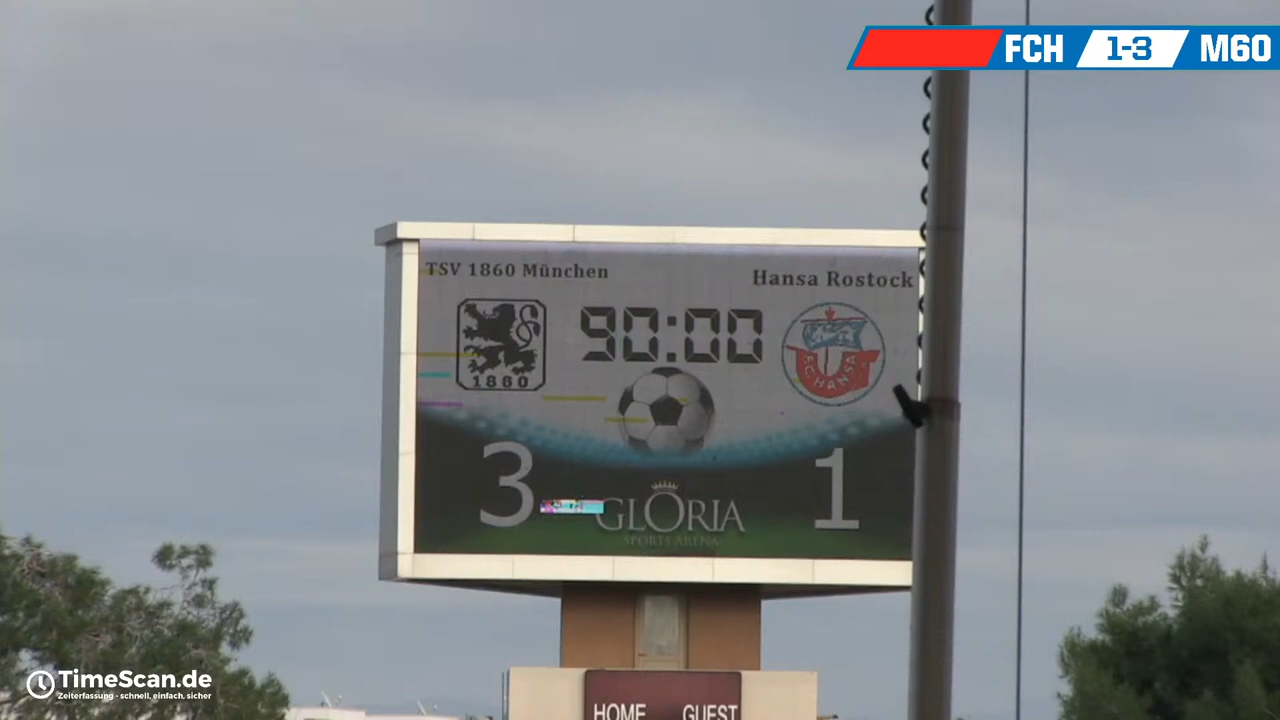 FCH 1-3 M60
TSV 1860 München
Hansa Rostock
90:00
1860
F.C. HANSA
3
1
GLORIA
SPORTS ARENA
TimeScan.de
Zeiterfassung - schnell, einfach, sicher
HOME GUEST